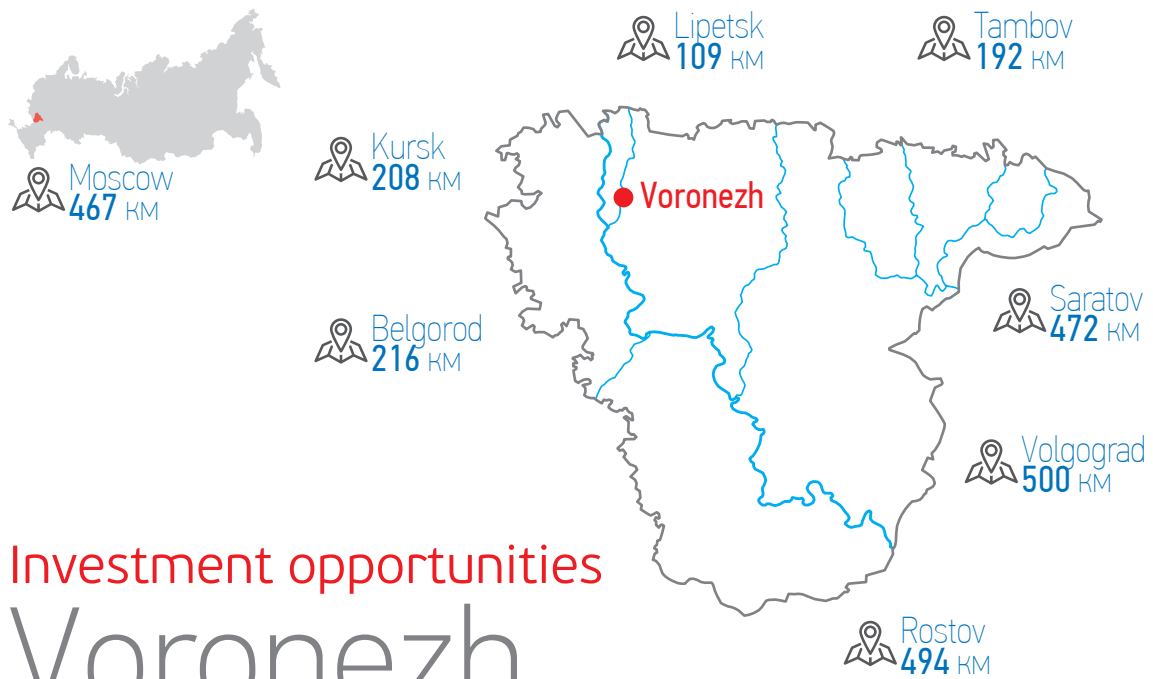 Lipetsk
109 км
Tambov
192 км
Kursk
208 км
Moscow
467 км
Voronezh
Belgorod
216 км
Saratov
472 км
Volgograd
500 км
Rostov
494 км
Investment opportunities
Voronezh